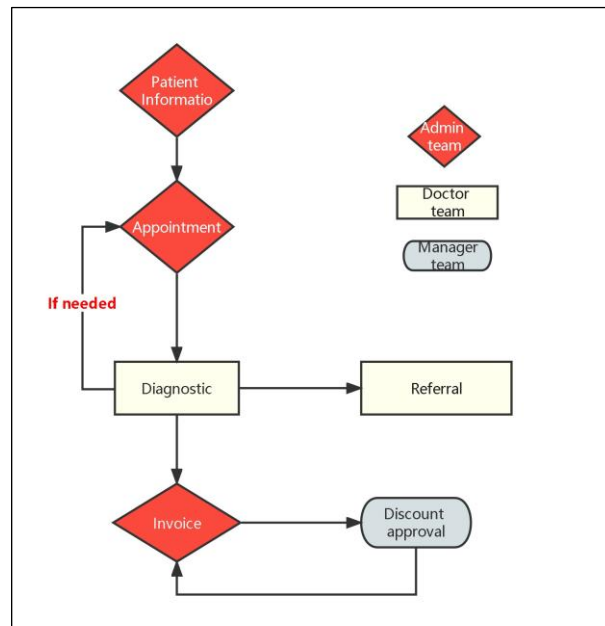 Patient
Informatio
Admin
team
Doctor
team
Appointment
Manager
team
If needed
Diagnostic
Referral
Invoice
Discount
approval